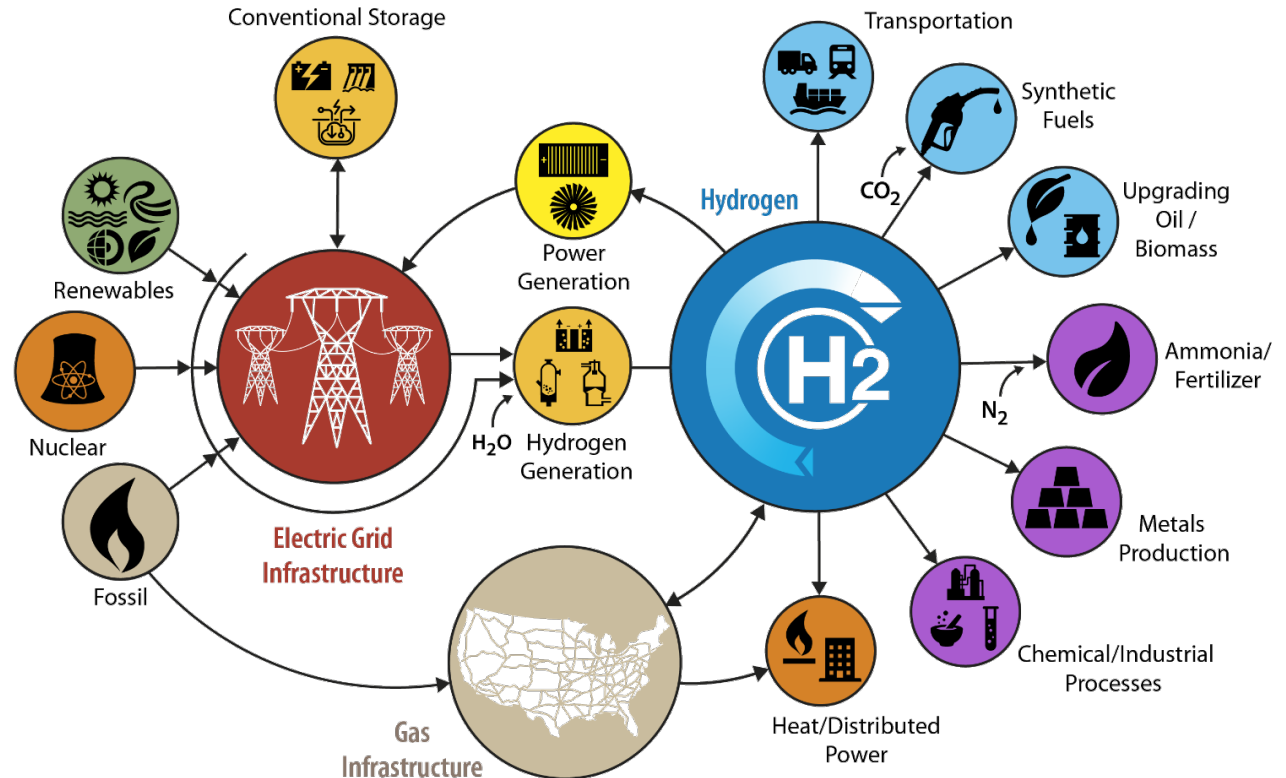 Conventional Storage
Transportation
Synthetic
Fuels
CO2
Hydrogen
Upgrading
Oil /
Biomass
Renewables
Power
Generation
+ −
H2
Ammonia/
Fertilizer
N2
Nuclear
- +
H2O
Hydrogen
Generation
Electric Grid
Infrastructure
Metals
Production
Fossil
Chemical/Industrial
Processes
Heat/Distributed
Power
Gas
Infrastructure